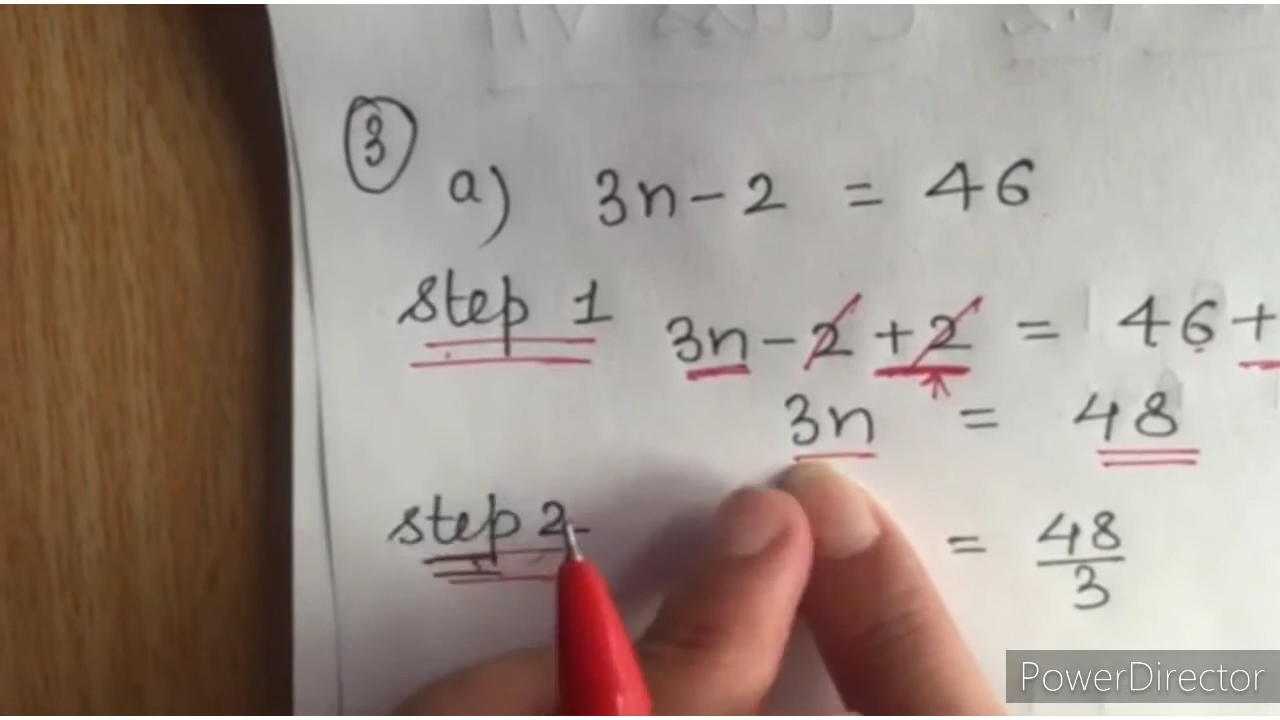 3
a) 3n - 2 = 46
step 1 3n - 2 + 2 = 46 +
3n = 48
step 2 = 48/3
PowerDirector